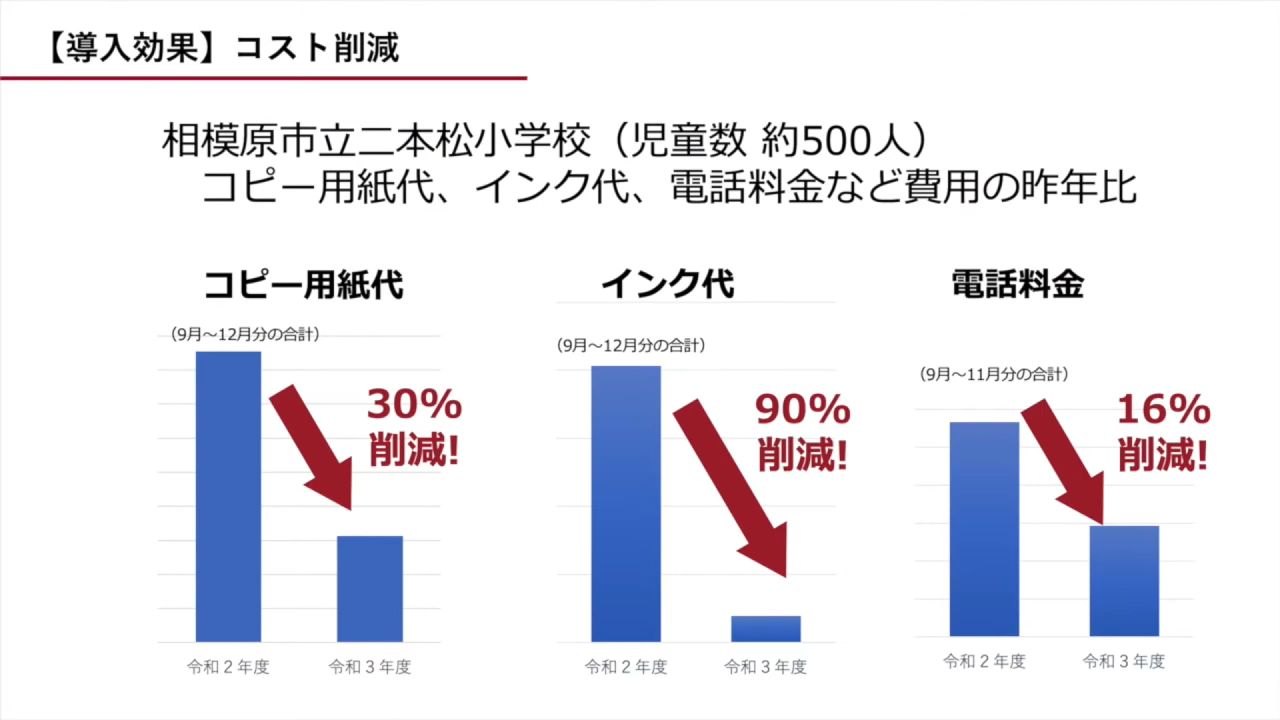 【導入効果】コスト削減
相模原市立二本松小学校（児童数 約500人）
コピー用紙代、インク代、電話料金など費用の昨年比
コピー用紙代
（9月～12月分の合計）
30%
削減!
令和２年度
令和３年度
インク代
（9月～12月分の合計）
90%
削減!
令和２年度
令和３年度
電話料金
（9月～11月分の合計）
16%
削減!
令和２年度
令和３年度